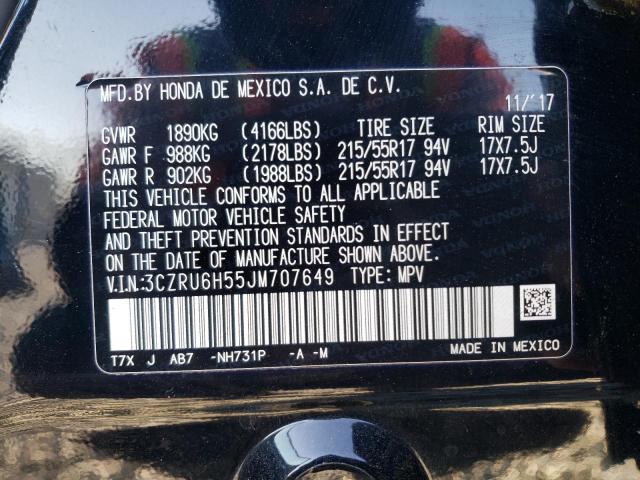 MFD.BY HONDA DE MEXICO S.A. DE C.V.
11/'17
GVWR 1890KG (4166LBS) TIRE SIZE RIM SIZE
GAWR F 988KG (2178LBS) 215/55R17 94V 17X7.5J
GAWR R 902KG (1988LBS) 215/55R17 94V 17X7.5J
THIS VEHICLE CONFORMS TO ALL APPLICABLE
FEDERAL MOTOR VEHICLE SAFETY
AND THEFT PREVENTION STANDARDS IN EFFECT
ON THE DATE OF MANUFACTURE SHOWN ABOVE.
V.I.N.:3CZRU6H55JM707649 TYPE: MPV
T7X J AB7 -NH731P -A -M
MADE IN MEXICO